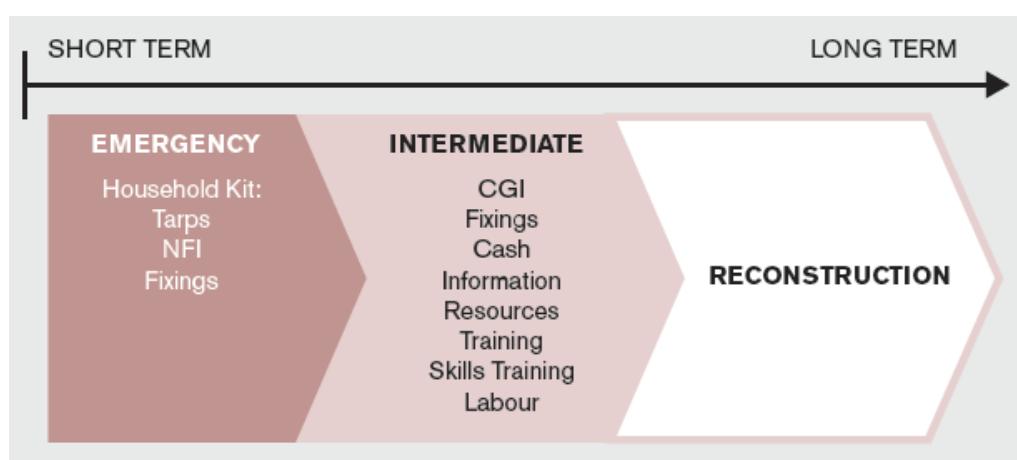 SHORT TERM
LONG TERM
EMERGENCY
Household Kit:
Tarps
NFI
Fixings
INTERMEDIATE
CGI
Fixings
Cash
Information
Resources
Training
Skills Training
Labour
RECONSTRUCTION